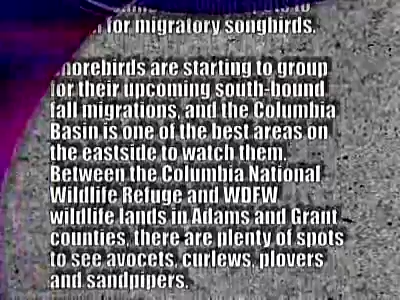 for migratory songbirds.
Shorebirds are starting to group
for their upcoming south-bound
fall migrations, and the Columbia
Basin is one of the best areas on
the eastside to watch them.
Between the Columbia National
Wildlife Refuge and WDFW
wildlife lands in Adams and Grant
counties, there are plenty of spots
to see avocets, curlews, plovers
and sandpipers.